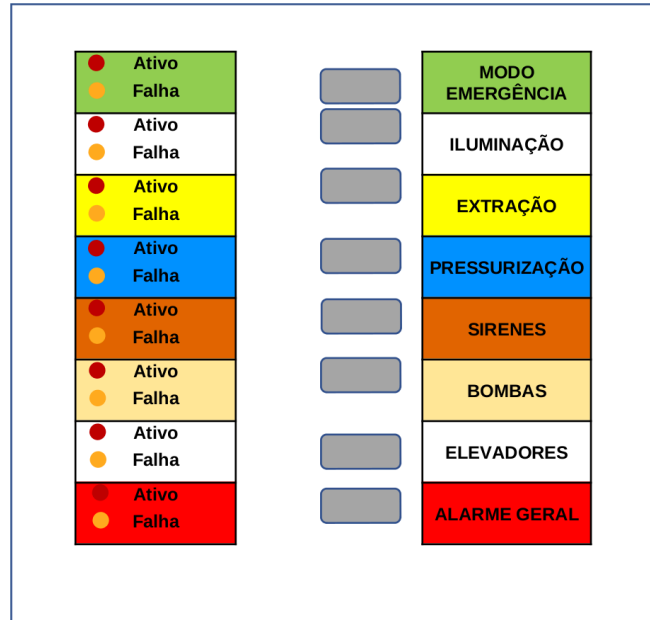 Ativo
Falha
MODO
EMERGÊNCIA
Ativo
Falha
ILUMINAÇÃO
Ativo
Falha
EXTRAÇÃO
Ativo
Falha
PRESSURIZAÇÃO
Ativo
Falha
SIRENES
Ativo
Falha
BOMBAS
Ativo
Falha
ELEVADORES
Ativo
Falha
ALARME GERAL